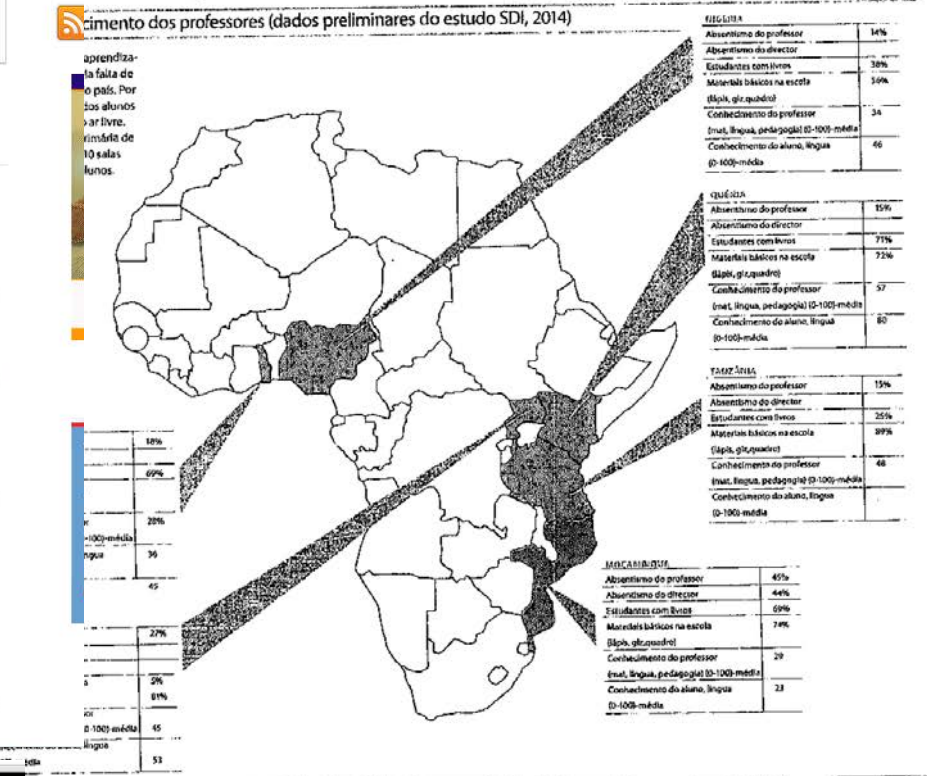 cimento dos professores (dados preliminares do estudo SDI, 2014)
aprendiza-
la falta de
o país. Por
dos alunos
o ar livre.
rimária de
10 salas
lunos.
NIGÉRIA
Absentismo do professor 14%
Absentismo do director
Estudantes com livros 38%
Materiais básicos na escola 56%
(lápis, giz, quadro)
Conhecimento do professor 34
(mat, língua, pedagogia) (0-100)-média
Conhecimento do aluno, língua 46
(0-100)-média
QUÉNIA
Absentismo do professor 15%
Absentismo do director
Estudantes com livros 71%
Materiais básicos na escola 72%
(lápis, giz,quadro)
Conhecimento do professor 57
(mat, língua, pedagogia) (0-100)-média
Conhecimento do aluno, língua 80
(0-100)-média
TANZÂNIA
Absentismo do professor 15%
Absentismo do director
Estudantes com livros 25%
Materiais básicos na escola 89%
(lápis, giz,quadro)
Conhecimento do professor 48
(mat, língua, pedagogia) (0-100)-média
Conhecimento do aluno, língua
(0-100)-média
18%
69%
28%
-100)-média
ngua 36
45
27%
5%
81%
0-100)-média 45
língua
média 53
MOÇAMBIQUE
Absentismo do professor 45%
Absentismo do director 44%
Estudantes com livros 69%
Materiais básicos na escola 74%
(lápis, giz,quadro)
Conhecimento do professor 29
(mat, língua, pedagogia) (0-100)-média
Conhecimento do aluno, língua 23
(0-100)-média